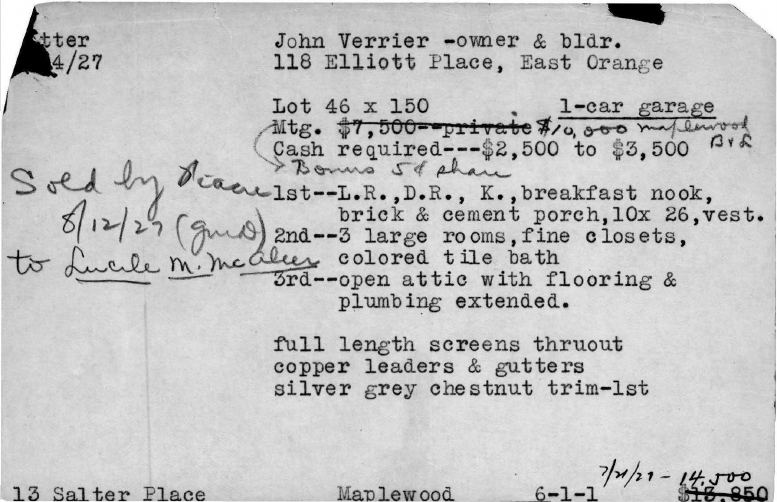 tter
4/27
John Verrier -owner & bldr.
118 Elliott Place, East Orange
Lot 46 x 150 1-car garage
Mtg. $7,500--private $10,000 maplewood
B & L
Cash required---$2,500 to $3,500
Bonus 5% share
Sold by
1st--L.R.,D.R., K.,breakfast nook,
brick & cement porch,10x 26,vest.
8/12/27 (gmd)
2nd--3 large rooms,fine closets,
to Lucile M.
colored tile bath
3rd--open attic with flooring &
plumbing extended.
full length screens thruout
copper leaders & gutters
silver grey chestnut trim-1st
7/21/27 - 14,500
13 Salter Place Maplewood 6-1-1 $13,850